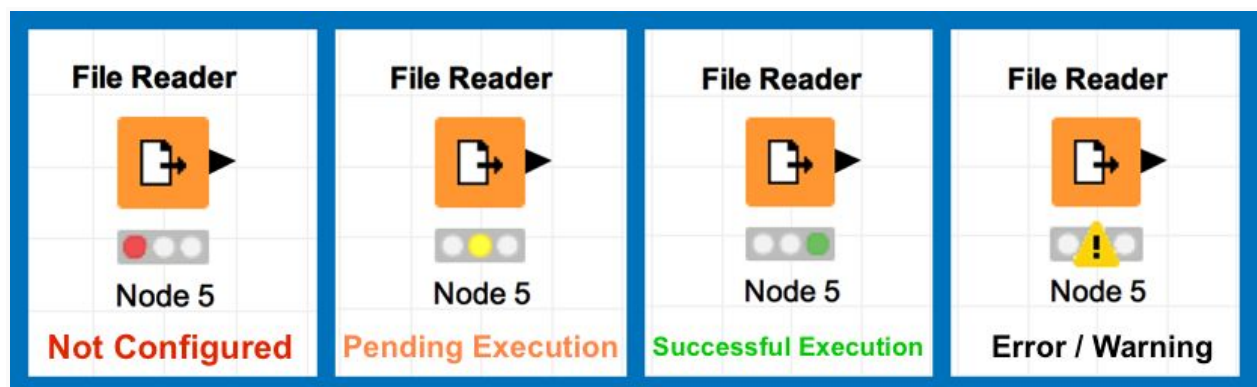 File Reader
Node 5
Not Configured
File Reader
Node 5
Pending Execution
File Reader
Node 5
Successful Execution
File Reader
!
Node 5
Error / Warning